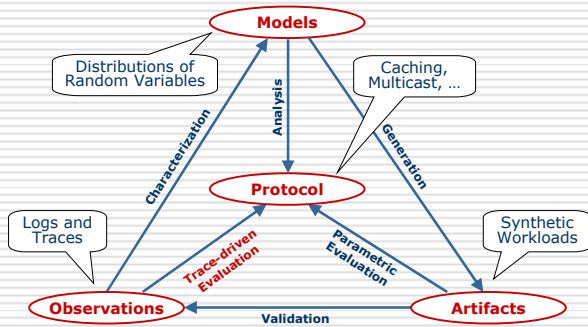 Models
Distributions of
Random Variables
Caching,
Multicast, …
Characterization
Analysis
Generation
Protocol
Logs and
Traces
Trace-driven
Evaluation
Parametric
Evaluation
Synthetic
Workloads
Observations
Validation
Artifacts